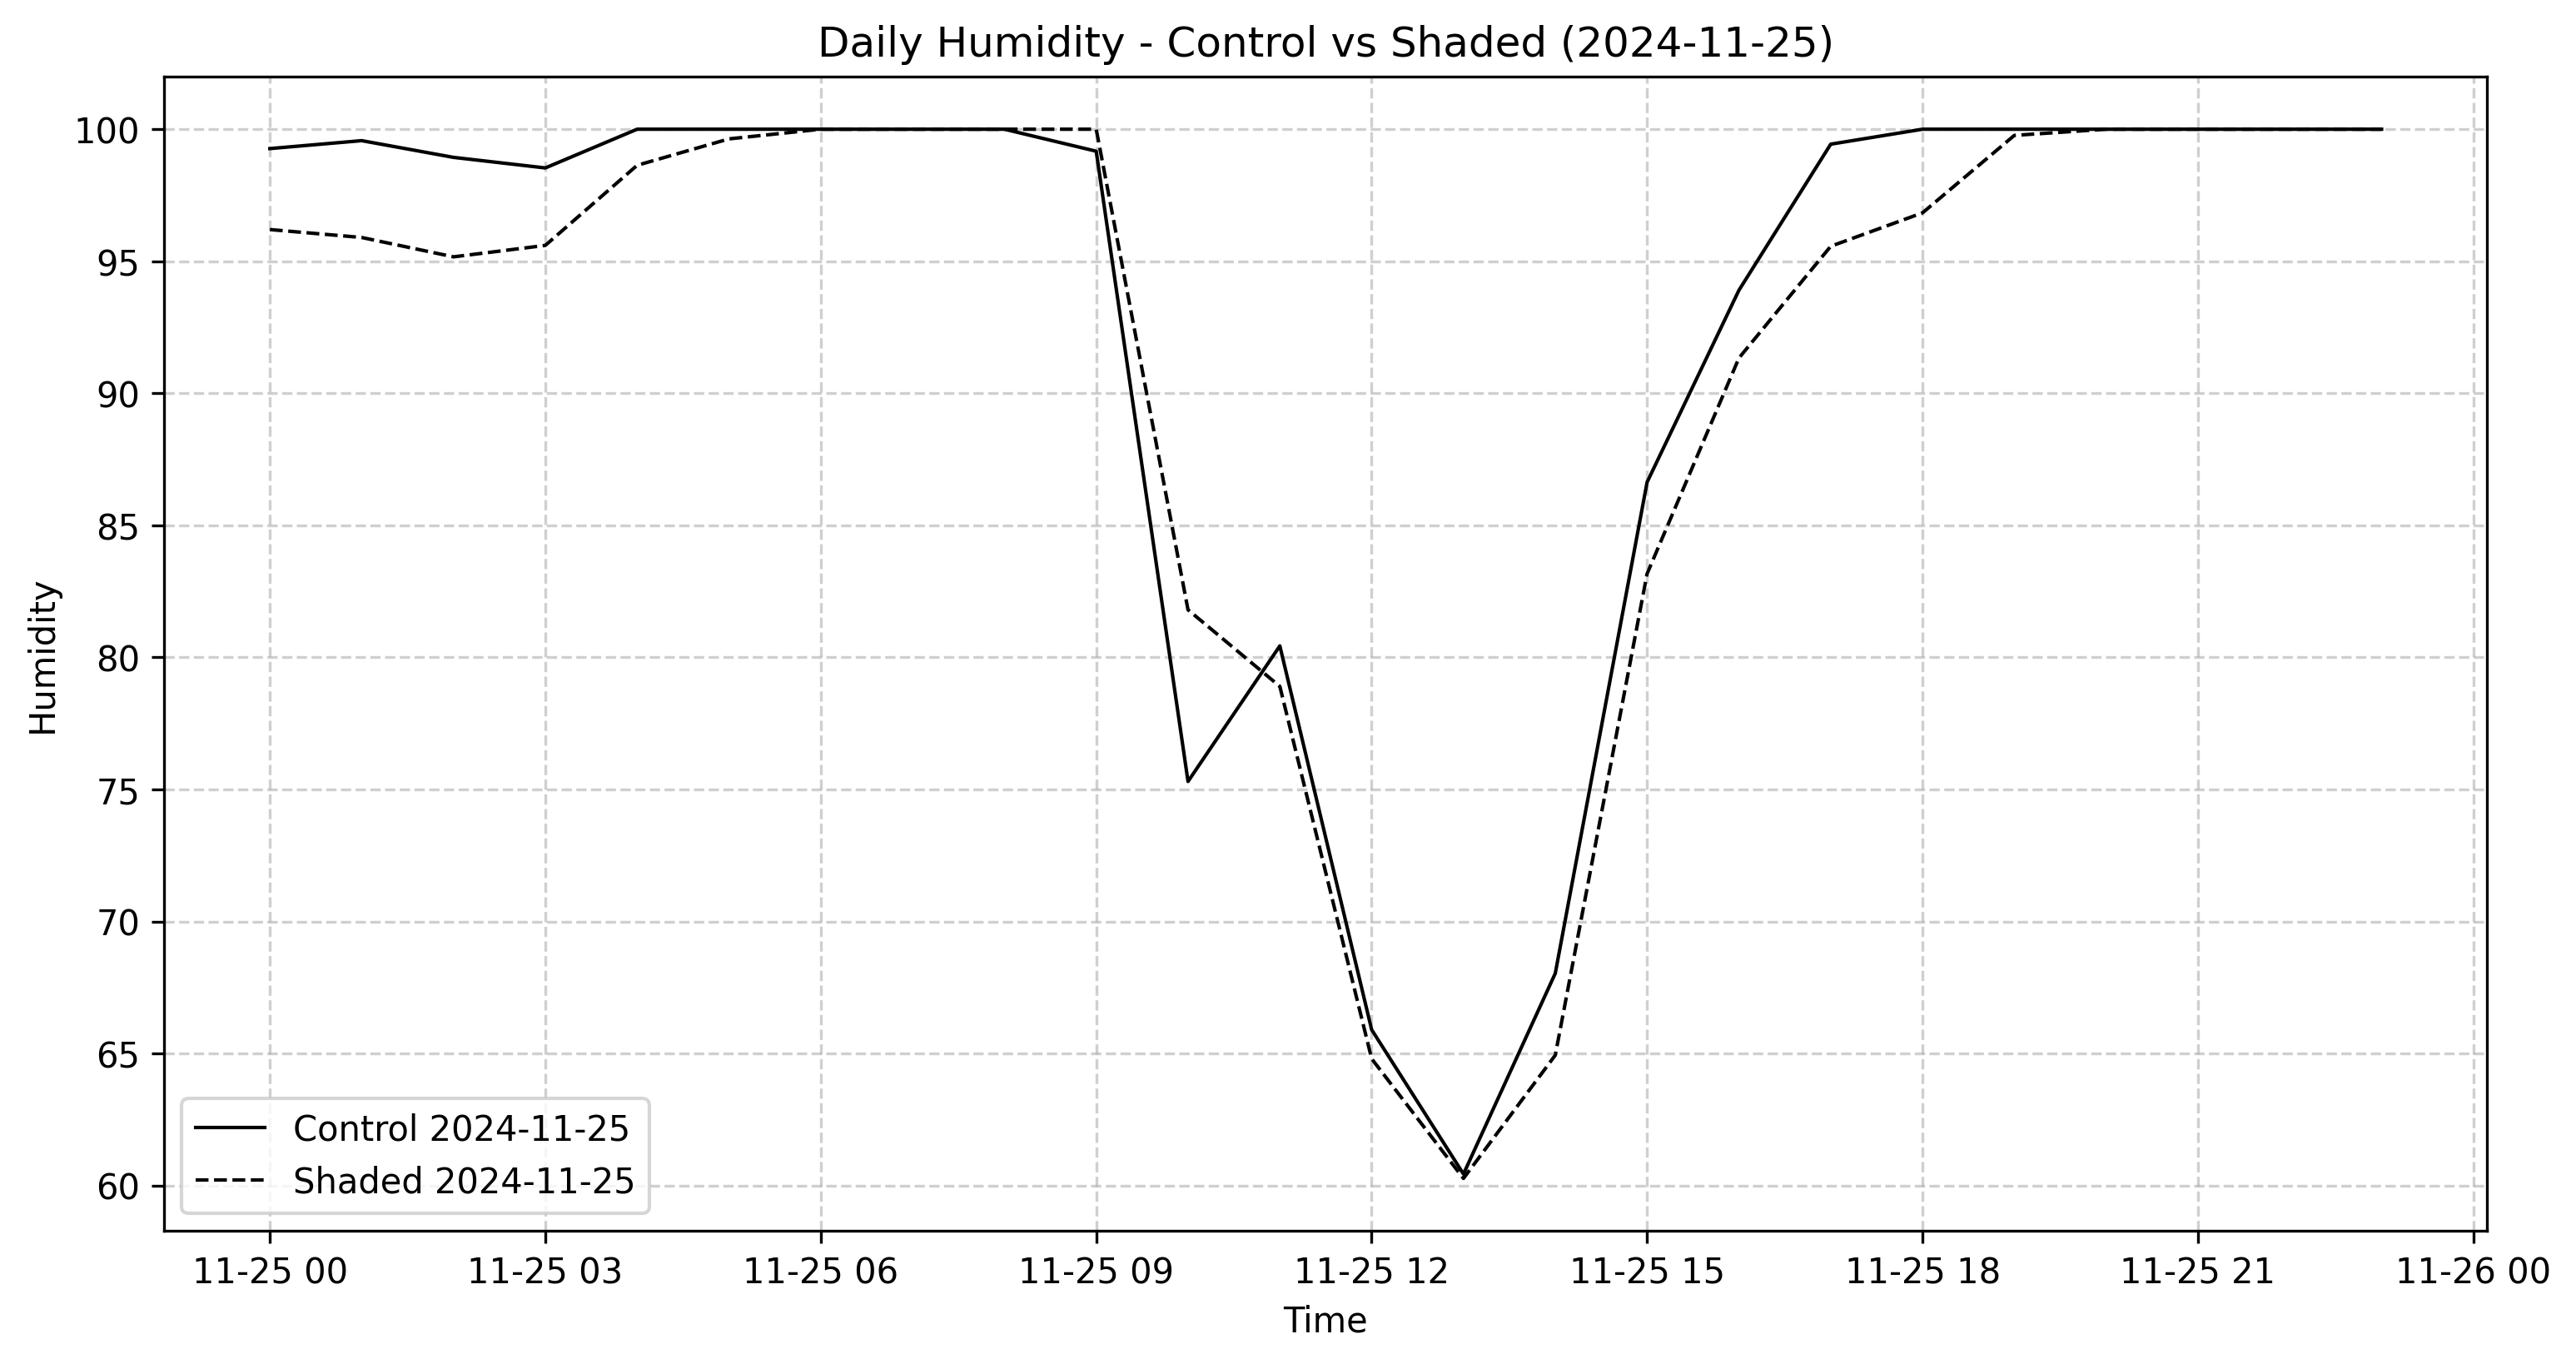 Daily Humidity - Control vs Shaded (2024-11-25)
Humidity
100
95
90
85
80
75
70
65
60
Control 2024-11-25
Shaded 2024-11-25
11-25 00 11-25 03 11-25 06 11-25 09 11-25 12 11-25 15 11-25 18 11-25 21 11-26 00
Time